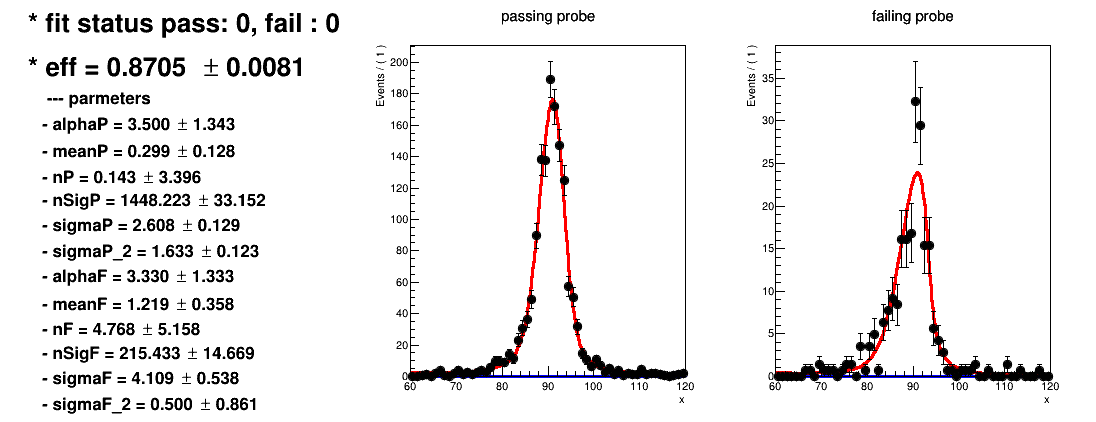 * fit status pass: 0, fail : 0
* eff = 0.8705 ± 0.0081
--- parmeters
- alphaP = 3.500 ± 1.343
- meanP = 0.299 ± 0.128
- nP = 0.143 ± 3.396
- nSigP = 1448.223 ± 33.152
- sigmaP = 2.608 ± 0.129
- sigmaP_2 = 1.633 ± 0.123
- alphaF = 3.330 ± 1.333
- meanF = 1.219 ± 0.358
- nF = 4.768 ± 5.158
- nSigF = 215.433 ± 14.669
- sigmaF = 4.109 ± 0.538
- sigmaF_2 = 0.500 ± 0.861
passing probe
Events / ( 1 )
200
180
160
140
120
100
80
60
40
20
0
60 70 80 90 100 110 120
x
failing probe
Events / ( 1 )
35
30
25
20
15
10
5
0
60 70 80 90 100 110 120
x